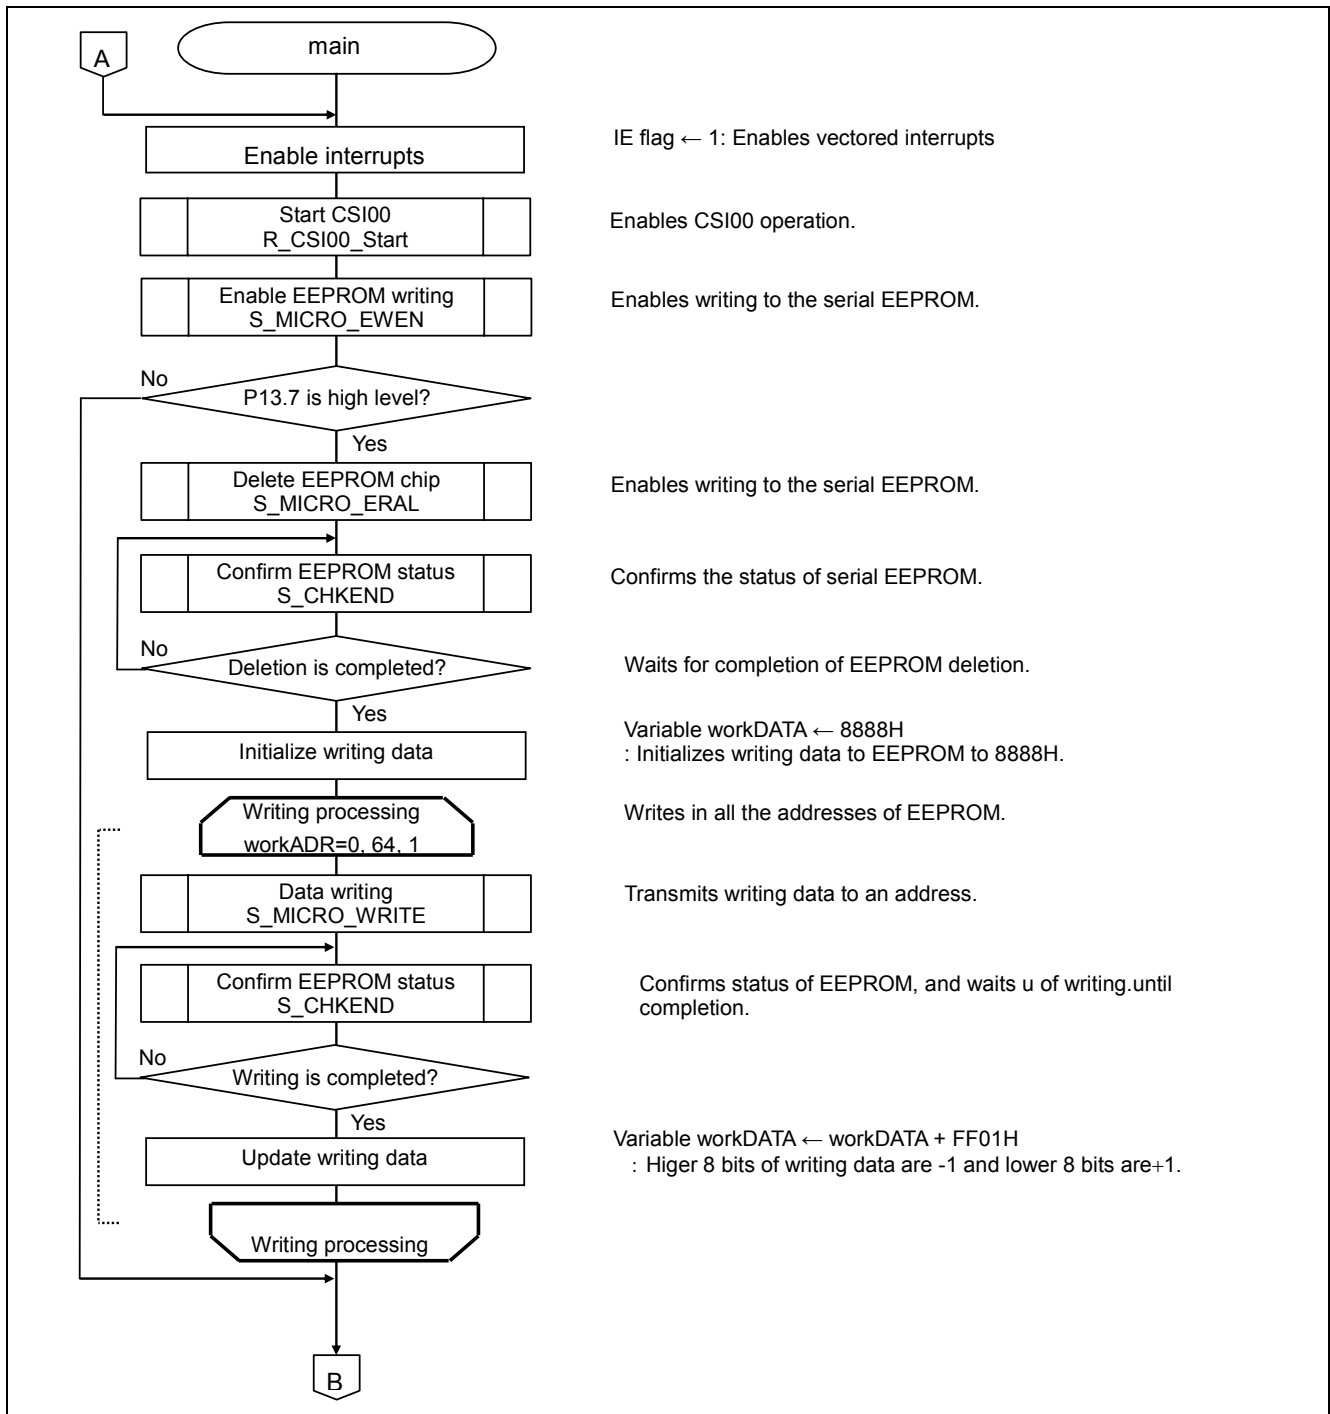 A
main
Enable interrupts
IE flag ← 1: Enables vectored interrupts
Start CSI00
R_CSI00_Start
Enables CSI00 operation.
Enable EEPROM writing
S_MICRO_EWEN
Enables writing to the serial EEPROM.
No
P13.7 is high level?
Yes
Delete EEPROM chip
S_MICRO_ERAL
Enables writing to the serial EEPROM.
Confirm EEPROM status
S_CHKEND
Confirms the status of serial EEPROM.
No
Deletion is completed?
Waits for completion of EEPROM deletion.
Yes
Initialize writing data
Variable workDATA ← 8888H
: Initializes writing data to EEPROM to 8888H.
Writing processing
workADR=0, 64, 1
Writes in all the addresses of EEPROM.
Data writing
S_MICRO_WRITE
Transmits writing data to an address.
Confirm EEPROM status
S_CHKEND
Confirms status of EEPROM, and waits u of writing.until
completion.
No
Writing is completed?
Yes
Update writing data
Variable workDATA ← workDATA + FF01H
: Higer 8 bits of writing data are -1 and lower 8 bits are+1.
Writing processing
B